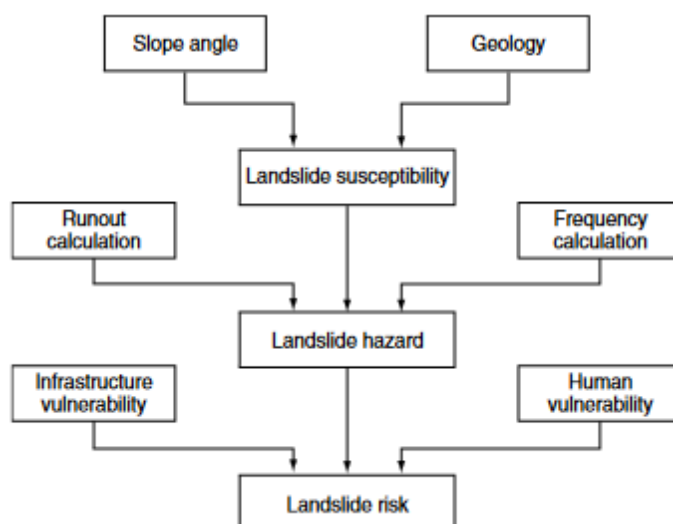 Slope angle
Geology
Landslide susceptibility
Runout
calculation
Frequency
calculation
Landslide hazard
Infrastructure
vulnerability
Human
vulnerability
Landslide risk